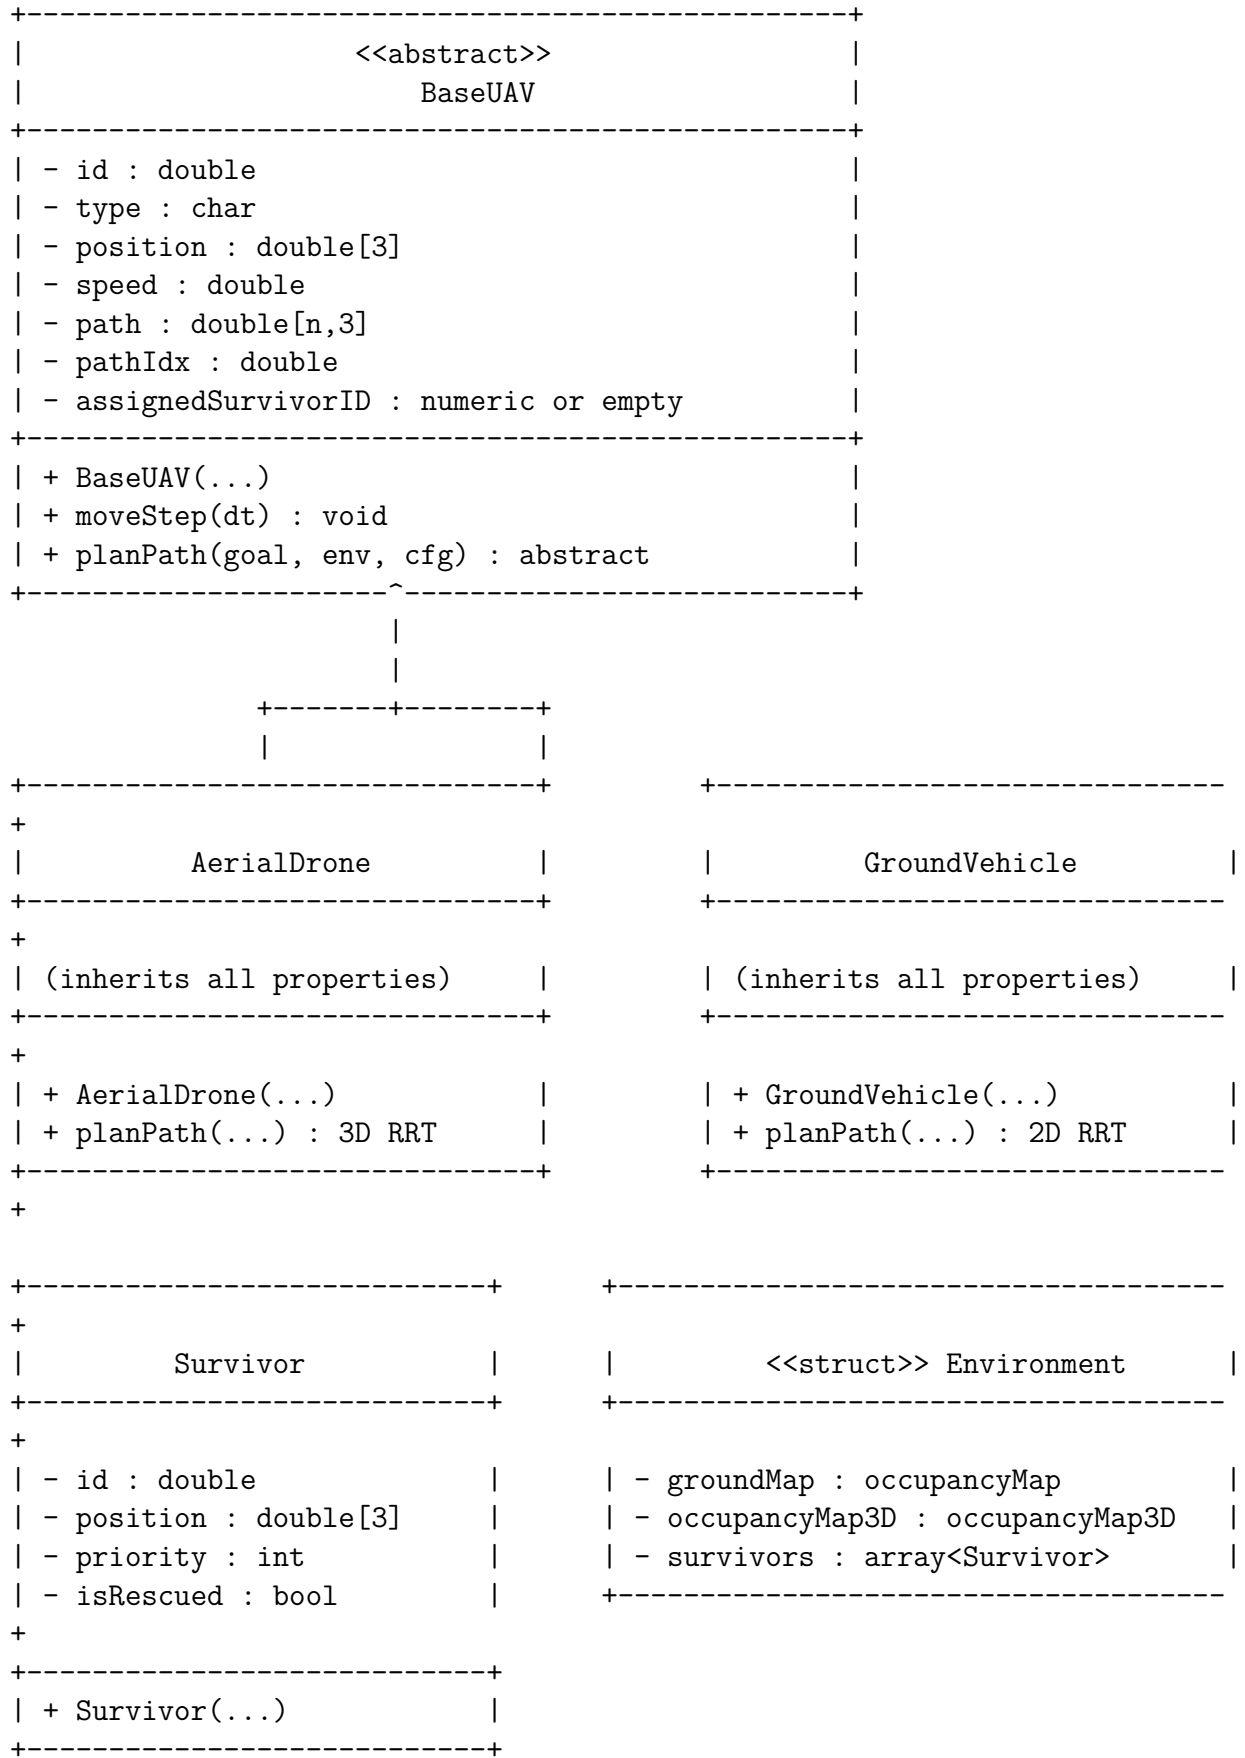 +--------------------------------------------------+
|                    <<abstract>>                  |
|                        BaseUAV                   |
+--------------------------------------------------+
| - id : double                                    |
| - type : char                                    |
| - position : double[3]                           |
| - speed : double                                 |
| - path : double[n,3]                             |
| - pathIdx : double                               |
| - assignedSurvivorID : numeric or empty          |
+--------------------------------------------------+
| + BaseUAV(...)                                   |
| + moveStep(dt) : void                            |
| + planPath(goal, env, cfg) : abstract            |
+----------------------^---------------------------+
                       |
                       |
               +-------+--------+
               |                |
+-------------------------------+         +-------------------------------
+
|          AerialDrone          |         |         GroundVehicle         |
+-------------------------------+         +-------------------------------
+
| (inherits all properties)     |         | (inherits all properties)     |
+-------------------------------+         +-------------------------------
+
| + AerialDrone(...)            |         | + GroundVehicle(...)          |
| + planPath(...) : 3D RRT      |         | + planPath(...) : 2D RRT      |
+-------------------------------+         +-------------------------------
+

+----------------------------+      +-------------------------------------
+
|         Survivor           |      |         <<struct>> Environment      |
+----------------------------+      +-------------------------------------
+
| - id : double              |      | - groundMap : occupancyMap          |
| - position : double[3]     |      | - occupancyMap3D : occupancyMap3D   |
| - priority : int           |      | - survivors : array<Survivor>       |
| - isRescued : bool         |      +-------------------------------------
+
+----------------------------+
| + Survivor(...)            |
+----------------------------+